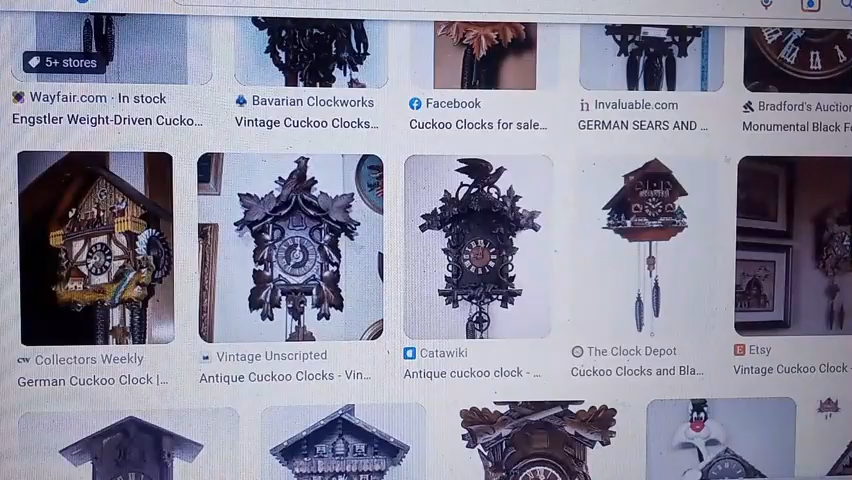 5+ stores
Wayfair.com · In stock
Engstler Weight-Driven Cucko...
Bavarian Clockworks
Vintage Cuckoo Clocks...
Facebook
Cuckoo Clocks for sale...
Invaluable.com
GERMAN SEARS AND ...
Bradford's Auction
Monumental Black F
Collectors Weekly
German Cuckoo Clock |...
Vintage Unscripted
Antique Cuckoo Clocks - Vin...
Catawiki
Antique cuckoo clock - ...
The Clock Depot
Cuckoo Clocks and Bla...
Etsy
Vintage Cuckoo Clock